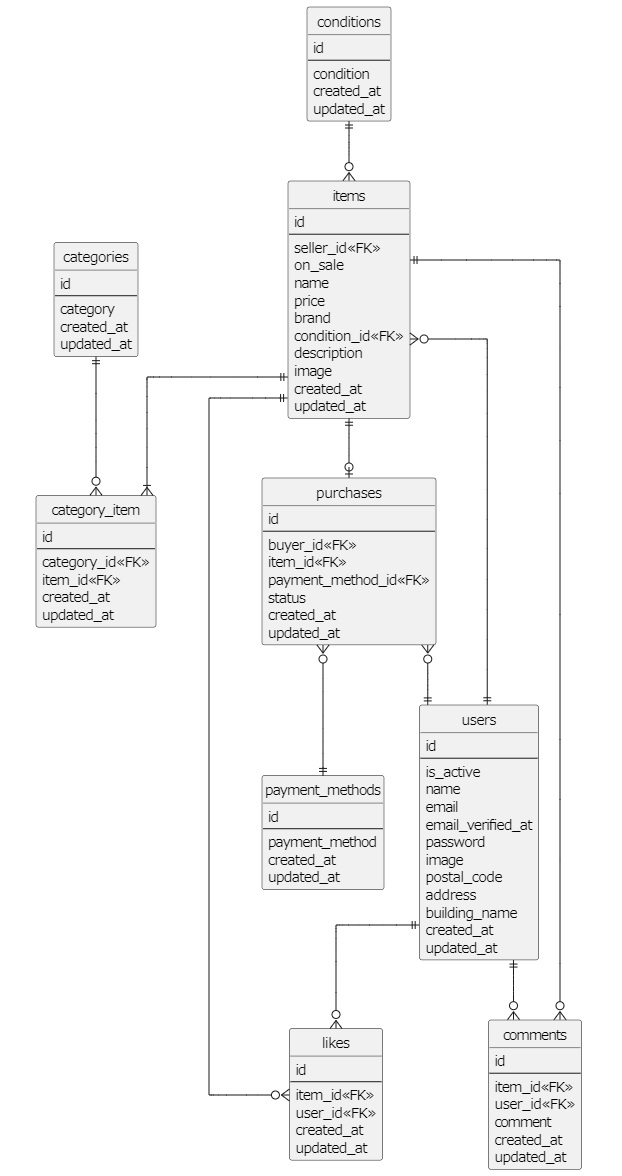 conditions
id
condition
created_at
updated_at
items
id
seller_id«FK»
on_sale
name
price
brand
condition_id«FK»
description
image
created_at
updated_at
categories
id
category
created_at
updated_at
category_item
id
category_id«FK»
item_id«FK»
created_at
updated_at
purchases
id
buyer_id«FK»
item_id«FK»
payment_method_id«FK»
status
created_at
updated_at
users
id
is_active
name
email
email_verified_at
password
image
postal_code
address
building_name
created_at
updated_at
payment_methods
id
payment_method
created_at
updated_at
likes
id
item_id«FK»
user_id«FK»
created_at
updated_at
comments
id
item_id«FK»
user_id«FK»
comment
created_at
updated_at